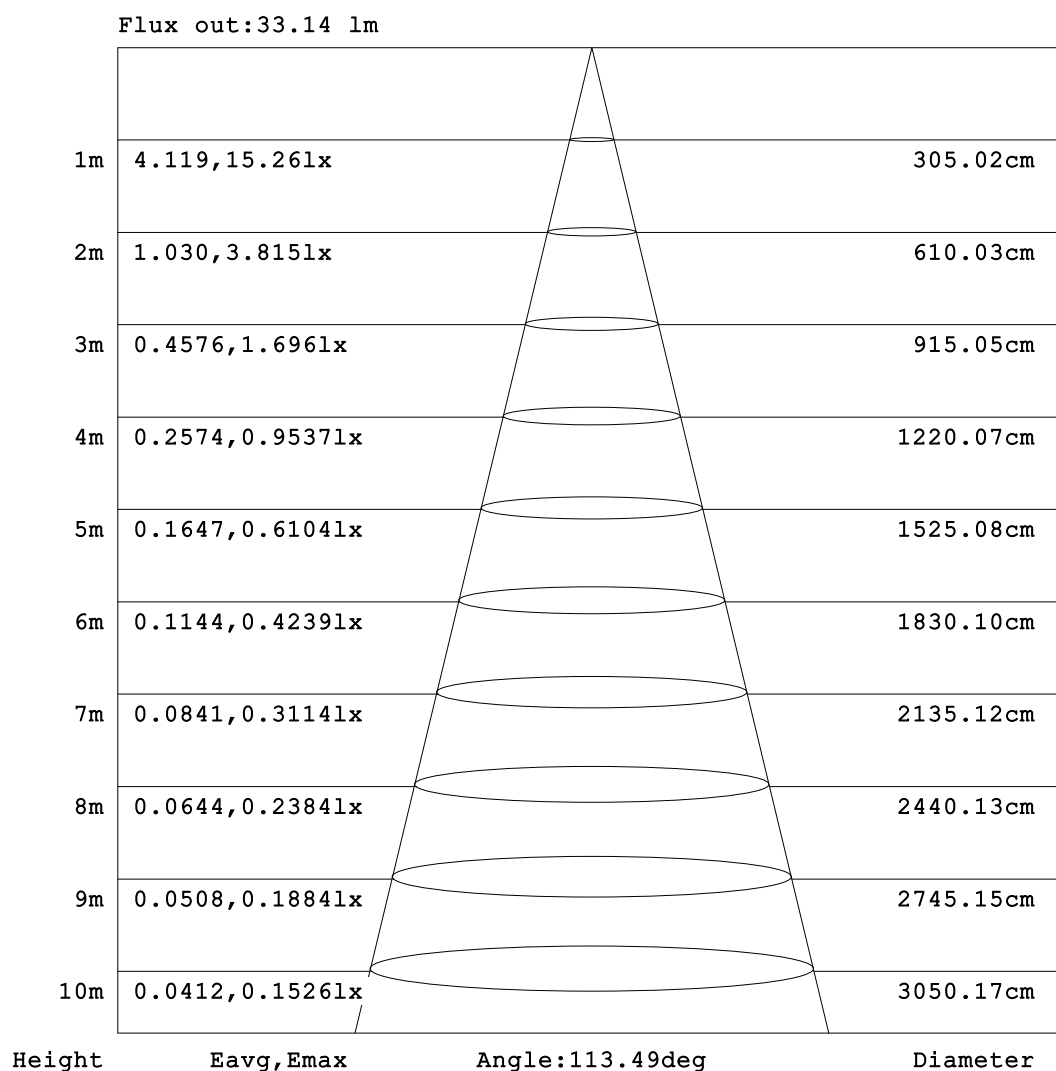 Flux out:33.14 lm
1m 4.119,15.26lx 305.02cm
2m 1.030,3.815lx 610.03cm
3m 0.4576,1.696lx 915.05cm
4m 0.2574,0.9537lx 1220.07cm
5m 0.1647,0.6104lx 1525.08cm
6m 0.1144,0.4239lx 1830.10cm
7m 0.0841,0.3114lx 2135.12cm
8m 0.0644,0.2384lx 2440.13cm
9m 0.0508,0.1884lx 2745.15cm
10m 0.0412,0.1526lx 3050.17cm
Height Eavg,Emax Angle:113.49deg Diameter